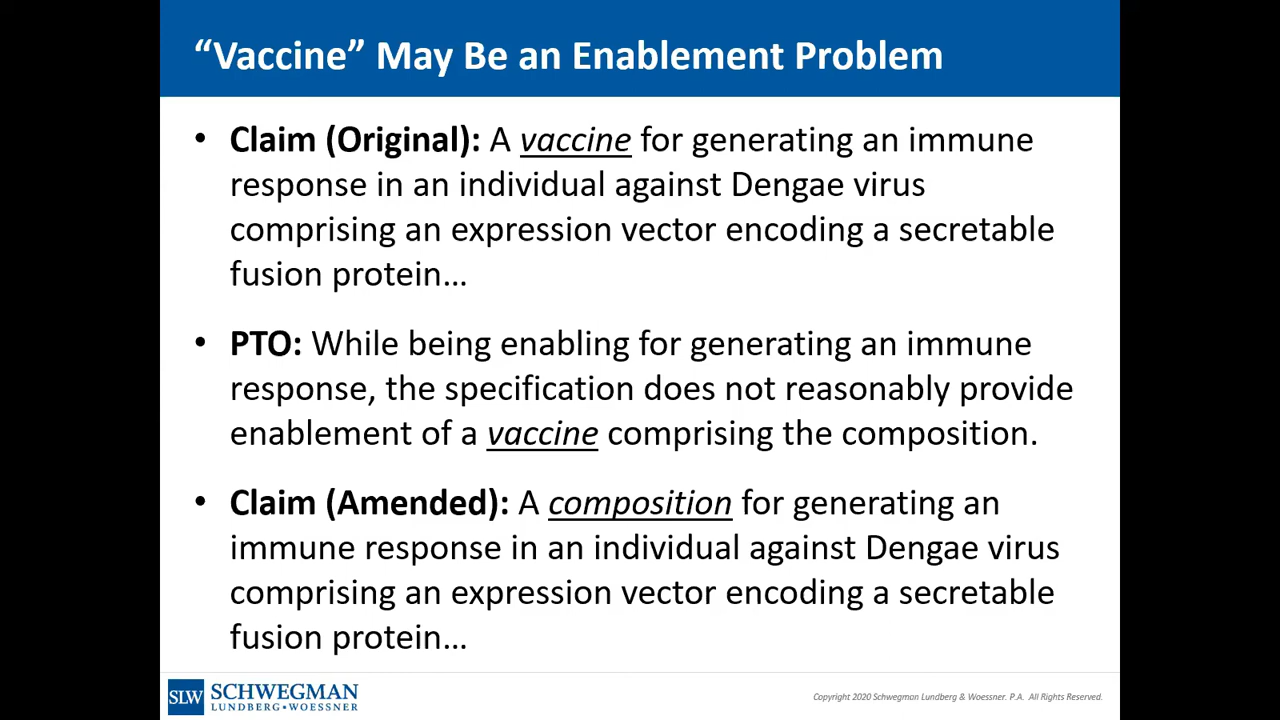 “Vaccine” May Be an Enablement Problem
• Claim (Original): A vaccine for generating an immune
response in an individual against Dengae virus
comprising an expression vector encoding a secretable
fusion protein…
• PTO: While being enabling for generating an immune
response, the specification does not reasonably provide
enablement of a vaccine comprising the composition.
• Claim (Amended): A composition for generating an
immune response in an individual against Dengae virus
comprising an expression vector encoding a secretable
fusion protein…
SLW SCHWEGMAN
LUNDBERG • WOESSNER
Copyright 2020 Schwegman Lundberg & Woessner. P.A. All Rights Reserved.